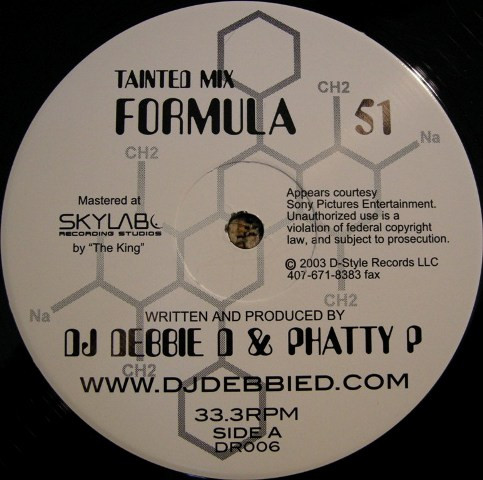 TAINTED MIX
FORMULA 51
CH2
Na
CH2
Mastered at
SKYLAB
RECORDING STUDIOS
by "The King"
Appears courtesy
Sony Pictures Entertainment.
Unauthorized use is a
violation of federal copyright
law, and subject to prosecution.
© 2003 D-Style Records LLC
407-671-8383 fax
CH2
Na
WRITTEN AND PRODUCED BY
DJ DEBBIE D & PHATTY P
CH2
WWW.DJDEBBIED.COM
33.3RPM
SIDE A
DR006